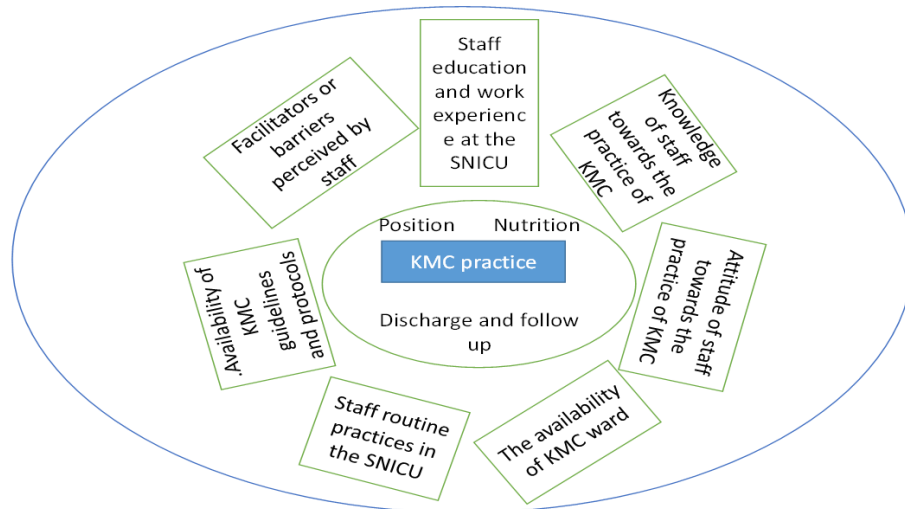 Staff
education
and work
experienc
e at the
SNICU
Facilitators or
barriers
perceived by
staff
Knowledge
of staff
towards the
practice of
KMC
Position Nutrition
KMC practice
Discharge and follow
up
.Availability of
KMC
guidelines
and protocols
Attitude of staff
towards the
practice of KMC
Staff routine
practices in
the SNICU
The availability
of KMC ward